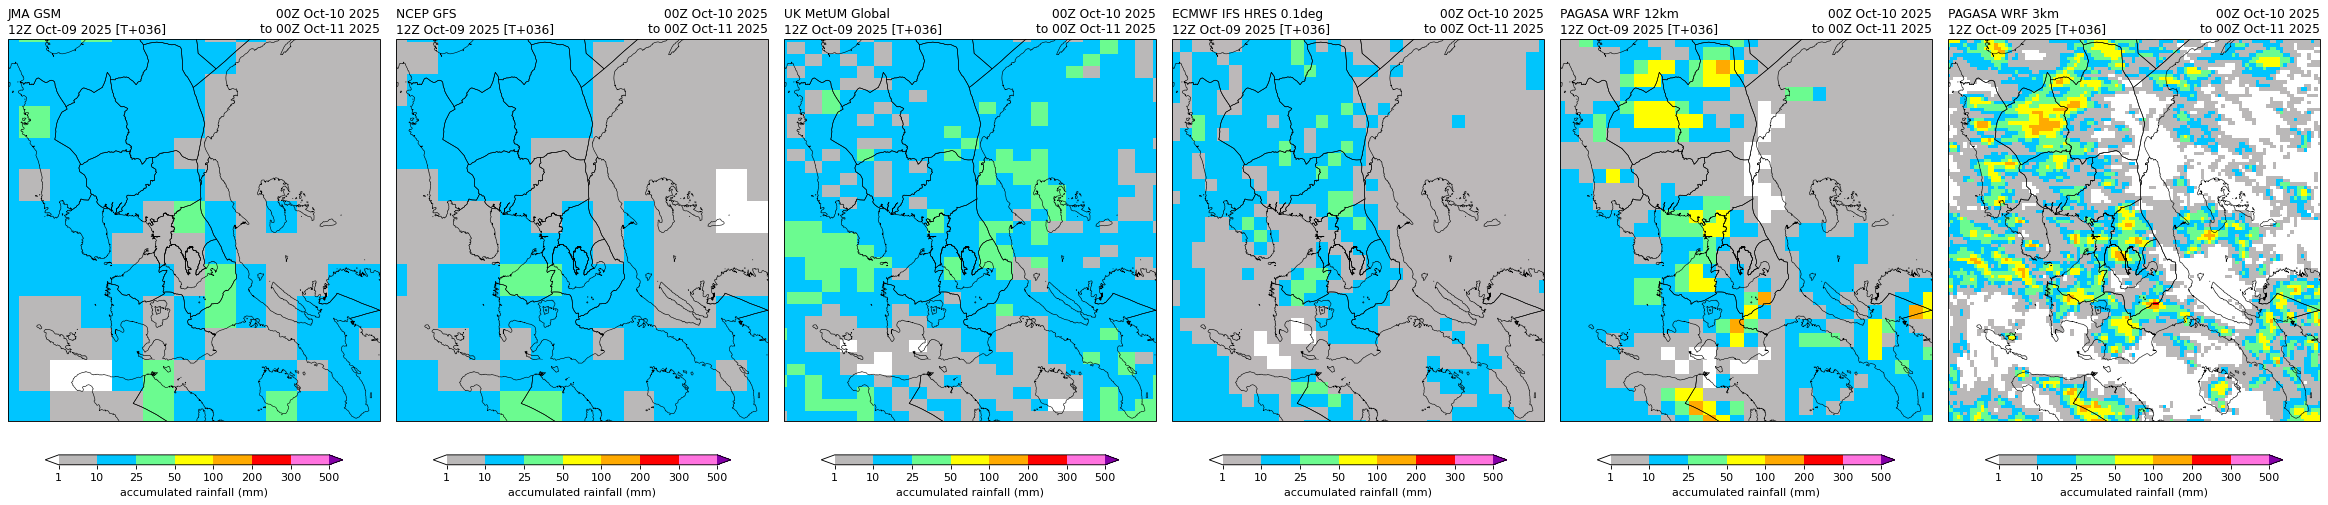 JMA GSM 00Z Oct-10 2025
12Z Oct-09 2025 [T+036] to 00Z Oct-11 2025
NCEP GFS 00Z Oct-10 2025
12Z Oct-09 2025 [T+036] to 00Z Oct-11 2025
UK MetUM Global 00Z Oct-10 2025
12Z Oct-09 2025 [T+036] to 00Z Oct-11 2025
ECMWF IFS HRES 0.1deg 00Z Oct-10 2025
12Z Oct-09 2025 [T+036] to 00Z Oct-11 2025
PAGASA WRF 12km 00Z Oct-10 2025
12Z Oct-09 2025 [T+036] to 00Z Oct-11 2025
PAGASA WRF 3km 00Z Oct-10 2025
12Z Oct-09 2025 [T+036] to 00Z Oct-11 2025
1 10 25 50 100 200 300 500
accumulated rainfall (mm)
1 10 25 50 100 200 300 500
accumulated rainfall (mm)
1 10 25 50 100 200 300 500
accumulated rainfall (mm)
1 10 25 50 100 200 300 500
accumulated rainfall (mm)
1 10 25 50 100 200 300 500
accumulated rainfall (mm)
1 10 25 50 100 200 300 500
accumulated rainfall (mm)